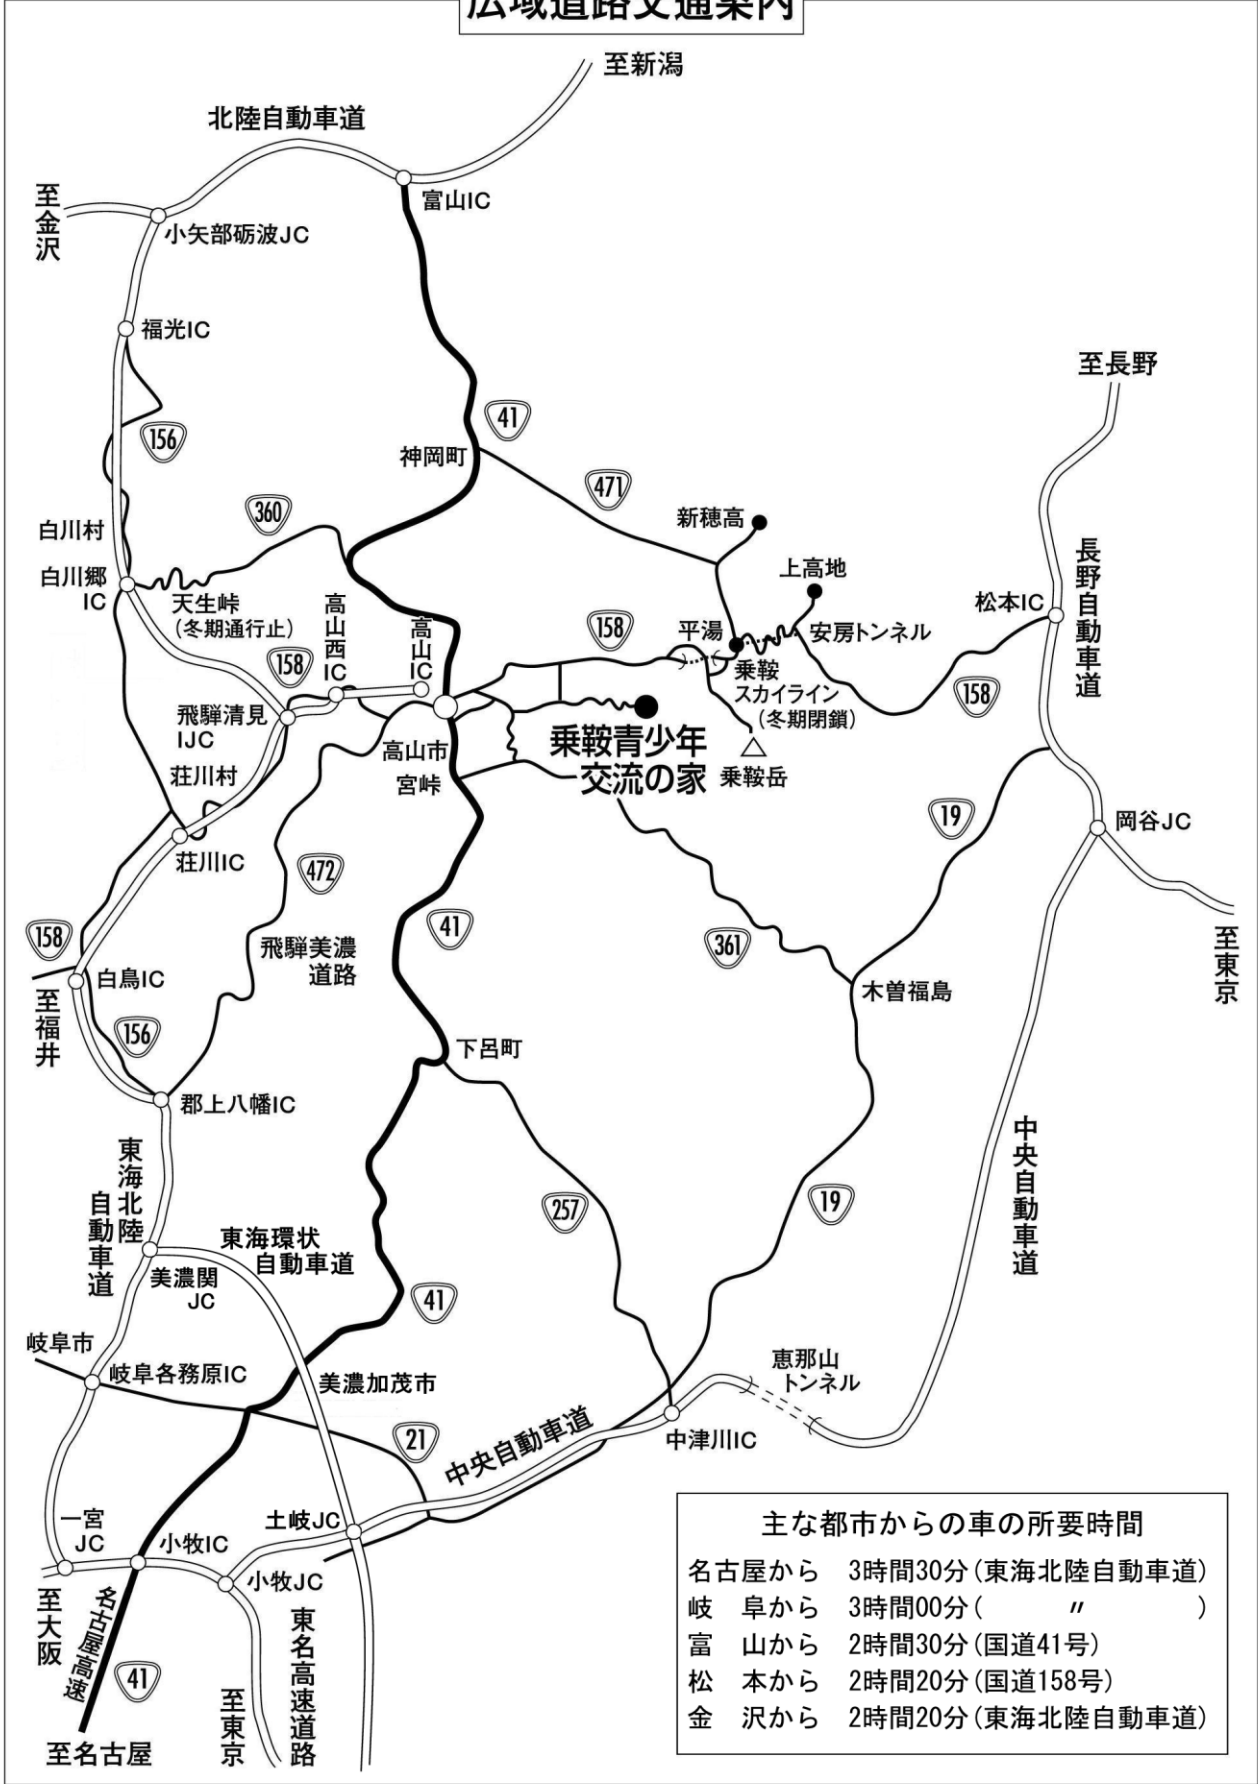 広域道路交通案内
至新潟
北陸自動車道
至金沢
富山IC
小矢部砺波JC
福光IC
至長野
41
156
神岡町
471
360
新穂高
白川村
上高地
長野自動車道
白川郷
IC
天生峠
(冬期通行止)
高山西IC
高山IC
158
平湯
安房トンネル
松本IC
158
乗鞍
スカイライン
(冬期閉鎖)
158
飛騨清見
IJC
高山市
乗鞍青少年
交流の家
乗鞍岳
荘川村
宮峠
19
岡谷JC
荘川IC
472
41
158
飛騨美濃
道路
361
至東京
白鳥IC
木曽福島
至福井
156
下呂町
郡上八幡IC
中央自動車道
東海北陸
自動車道
257
19
東海環状
自動車道
美濃関
JC
41
岐阜市
岐阜各務原IC
美濃加茂市
恵那山
トンネル
21
中央自動車道
中津川IC
一宮
JC
小牧IC
土岐JC
小牧JC
至大阪
名古屋高速
41
至東京
東名高速道路
至名古屋
主な都市からの車の所要時間
名古屋から 3時間30分(東海北陸自動車道)
岐 阜から 3時間00分( 〃 )
富 山から 2時間30分(国道41号)
松 本から 2時間20分(国道158号)
金 沢から 2時間20分(東海北陸自動車道)